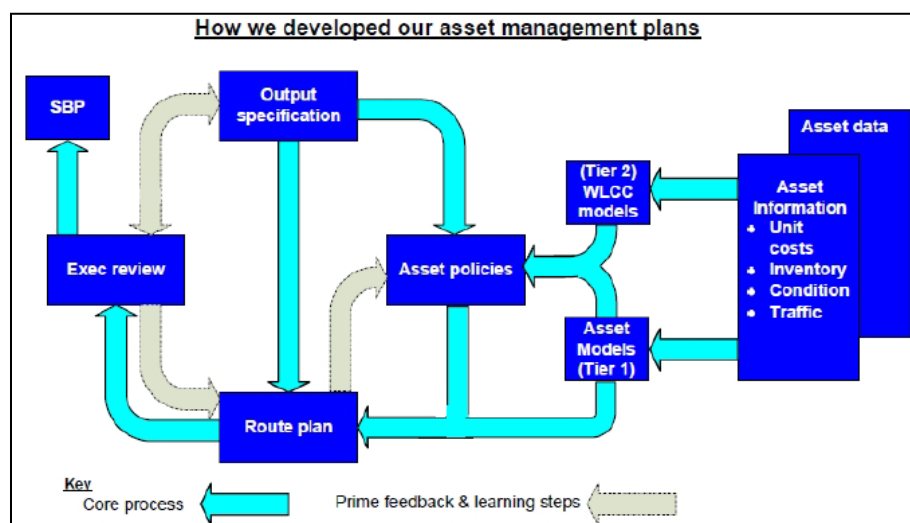 How we developed our asset management plans
SBP
Output
specification
Asset data
(Tier 2)
WLCC
models
Asset
Information
Unit
costs
Inventory
Condition
Traffic
Exec review
Asset policies
Asset
Models
(Tier 1)
Route plan
Key
Core process
Prime feedback & learning steps